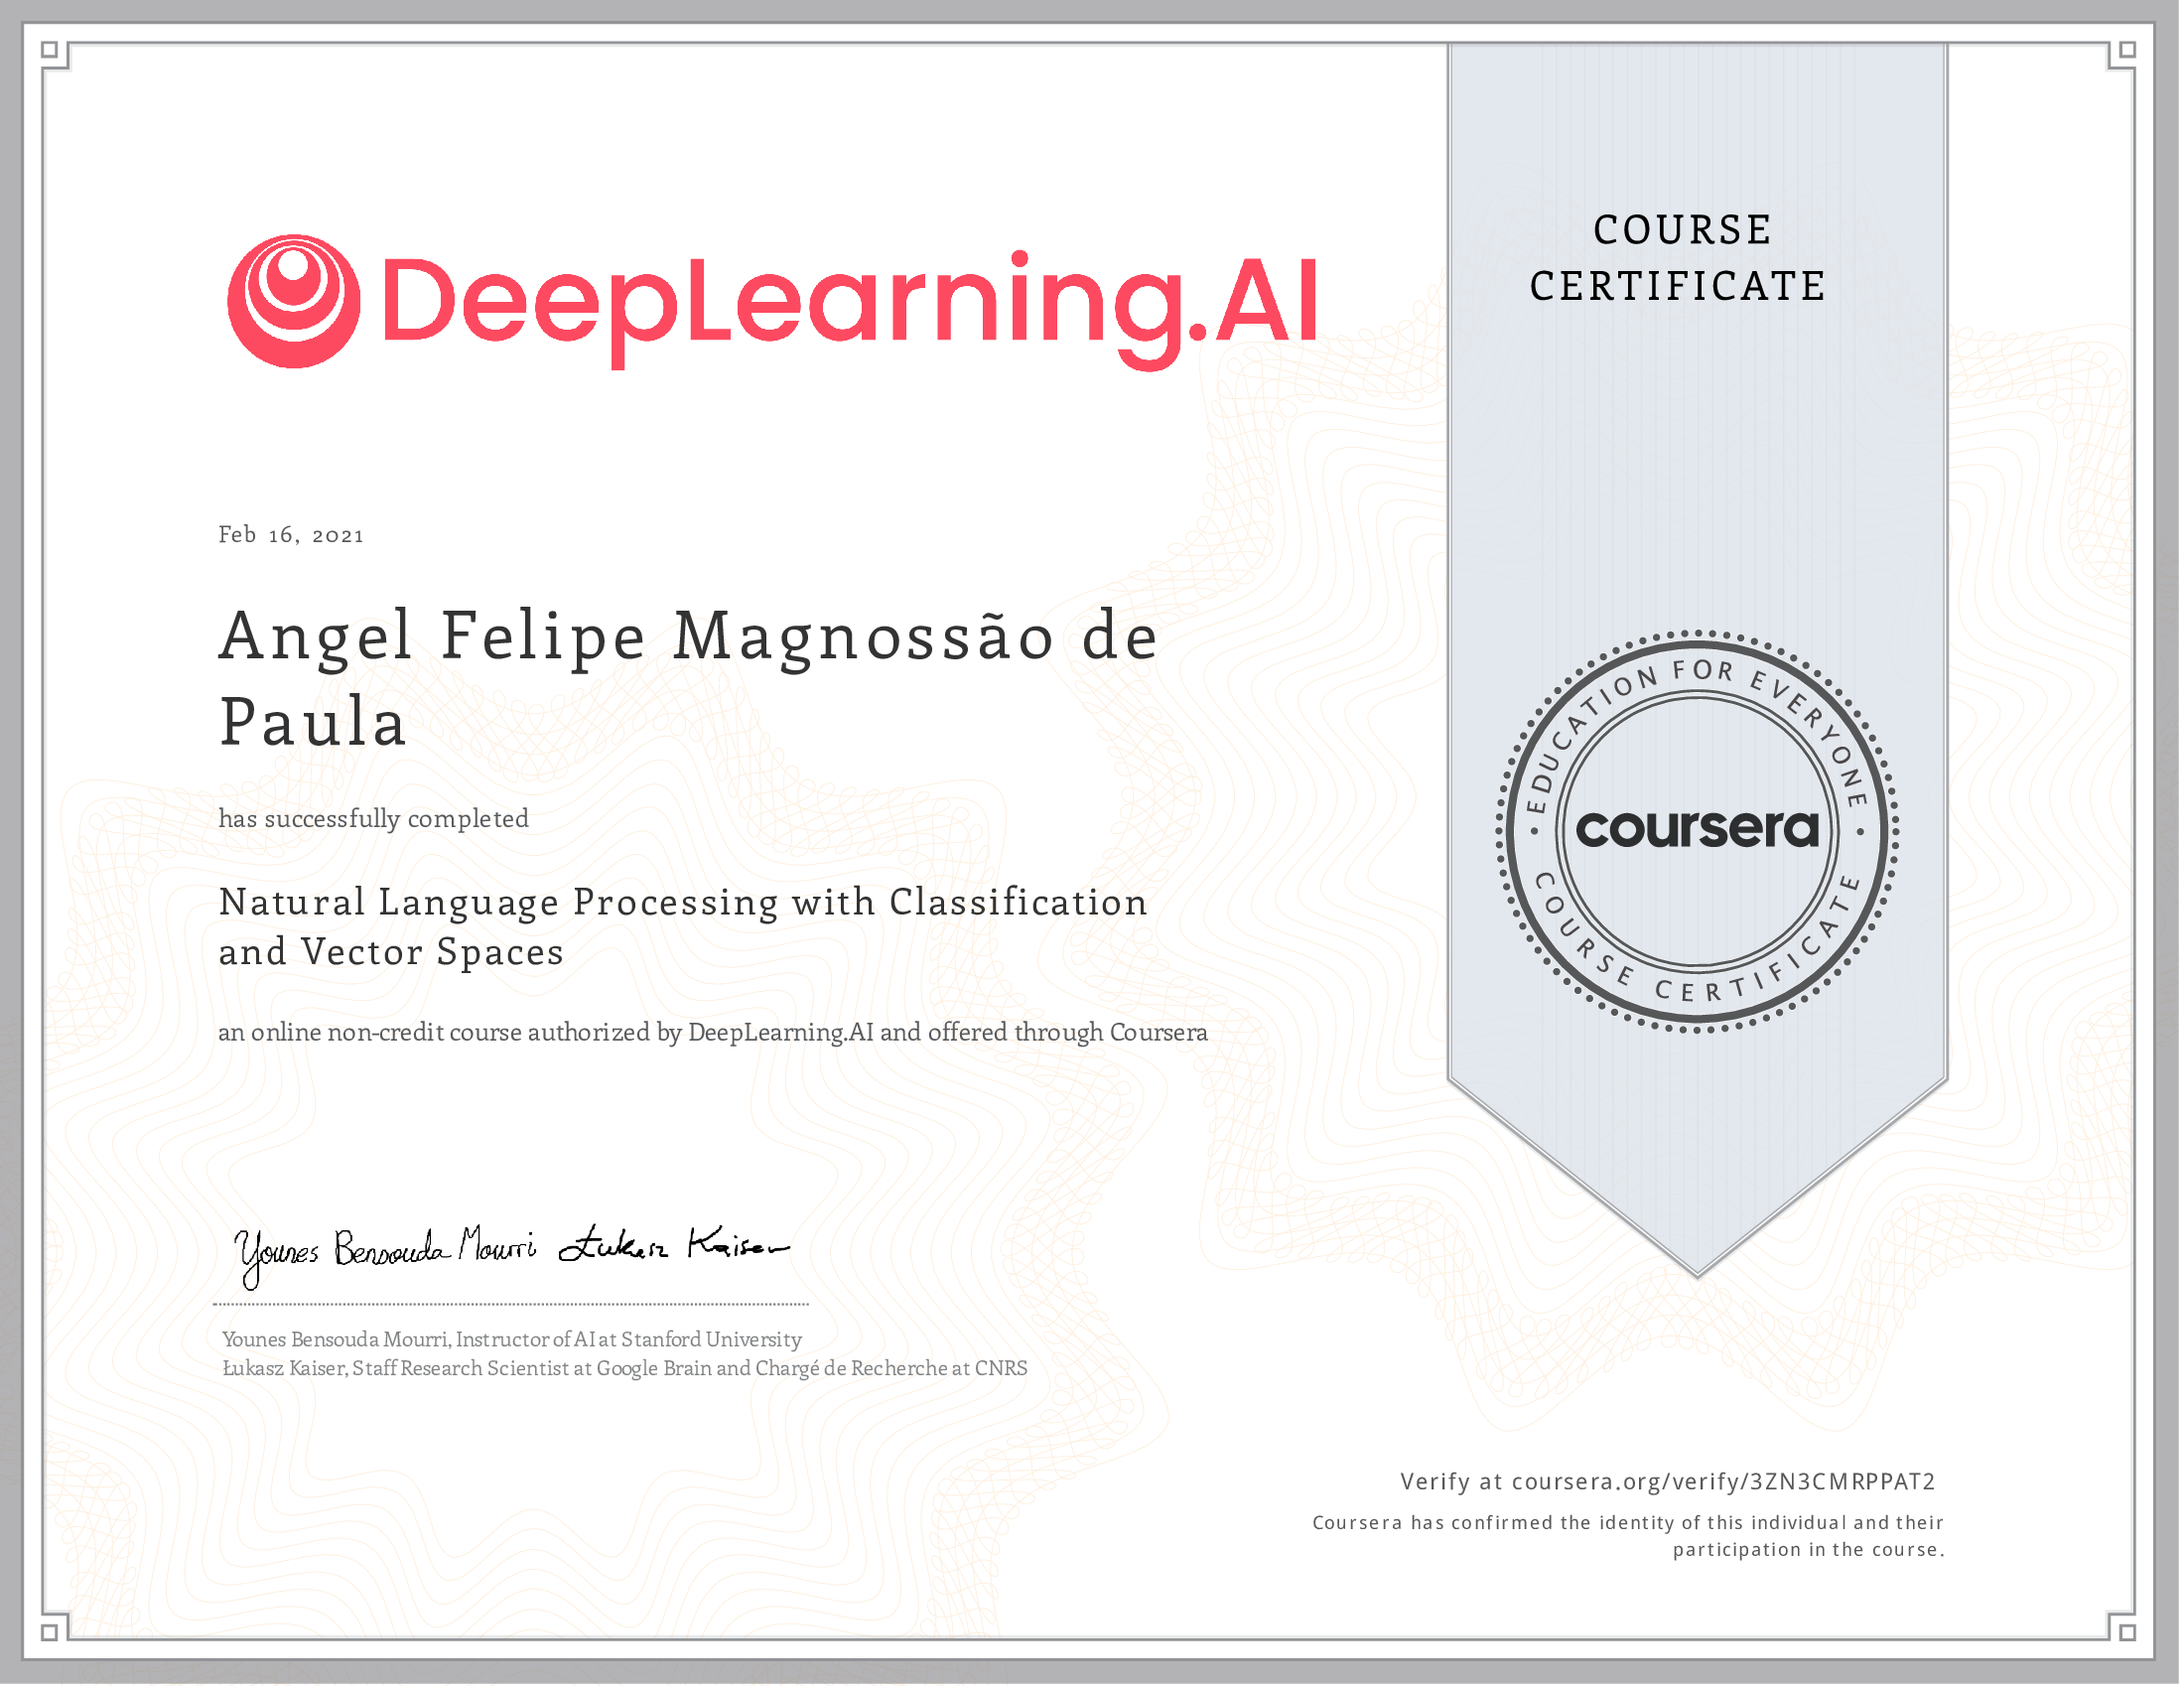 DeepLearning.AI
COURSE
CERTIFICATE
Feb 16, 2021
Angel Felipe Magnossão de
Paula
has successfully completed
Natural Language Processing with Classification
and Vector Spaces
an online non-credit course authorized by DeepLearning.AI and offered through Coursera
EDUCATION FOR EVERYONE
coursera
COURSE CERTIFICATE
Younes Bensouda Mourri Łukasz Kaiser
Younes Bensouda Mourri, Instructor of AI at Stanford University
Łukasz Kaiser, Staff Research Scientist at Google Brain and Chargé de Recherche at CNRS
Verify at coursera.org/verify/3ZN3CMRPPAT2
Coursera has confirmed the identity of this individual and their
participation in the course.